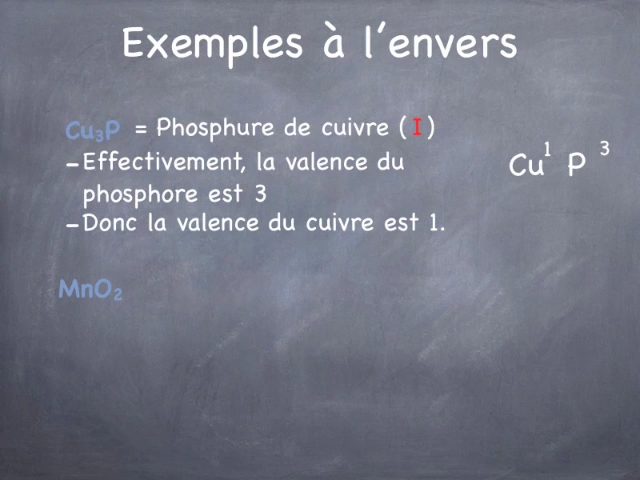 Exemples à l'envers
Cu₃P = Phosphure de cuivre ( I )
-Effectivement, la valence du
phosphore est 3
-Donc la valence du cuivre est 1.
Cu¹ P ³
MnO₂